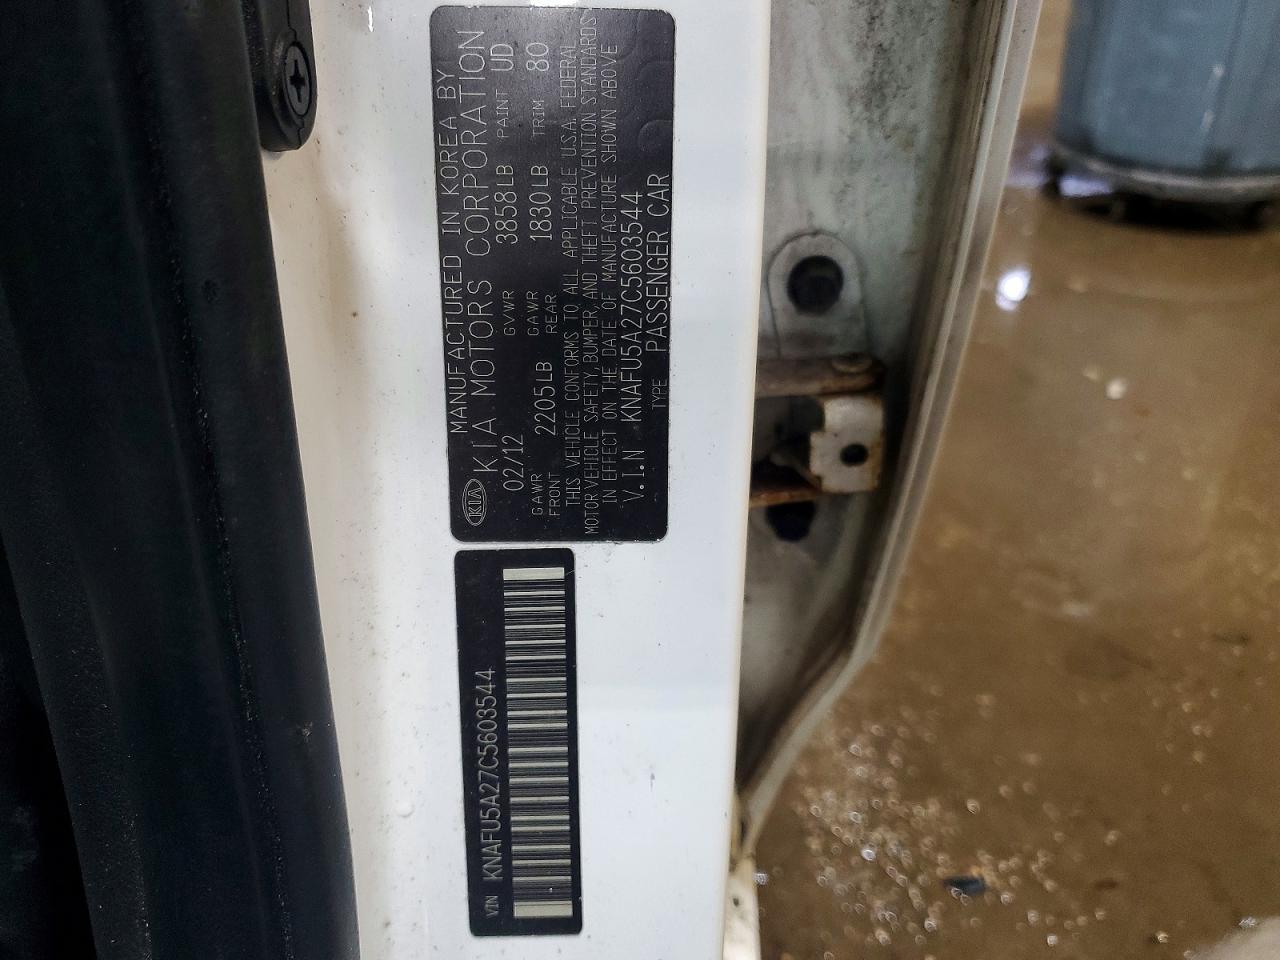 MANUFACTURED IN KOREA BY
KIA KIA MOTORS CORPORATION
02/12 GVWR 3858LB PAINT UD
GAWR FRONT 2205LB GAWR REAR 1830LB TRIM 80
THIS VEHICLE CONFORMS TO ALL APPLICABLE U.S.A. FEDERAL
MOTOR VEHICLE SAFETY, BUMPER, AND THEFT PREVENTION STANDARDS
IN EFFECT ON THE DATE OF MANUFACTURE SHOWN ABOVE
V.I.N KNAFU5A27C5603544
TYPE PASSENGER CAR
VIN KNAFU5A27C5603544